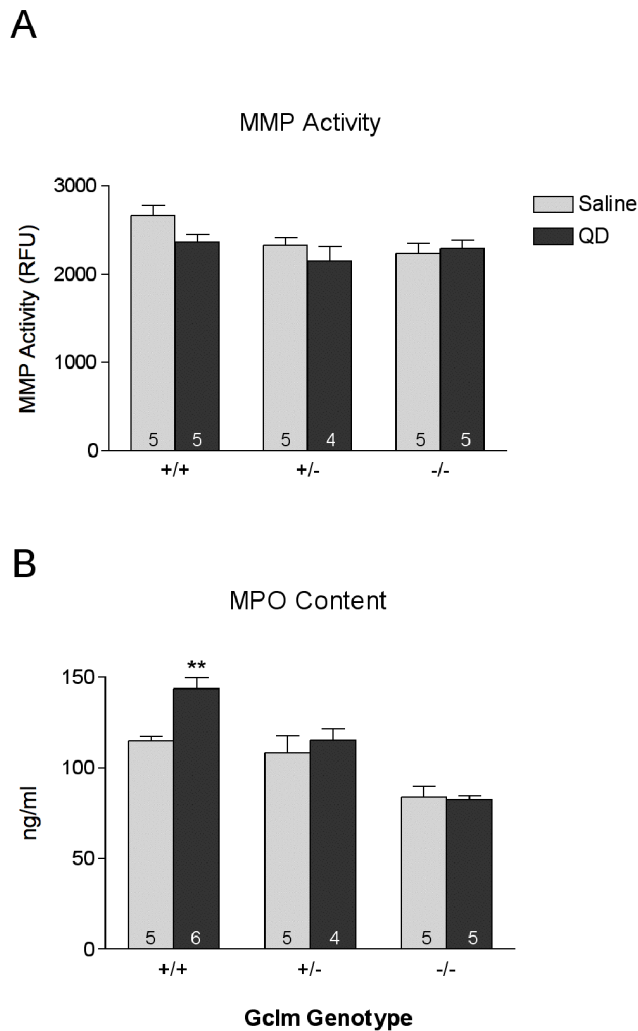 A
MMP Activity
3000
2000
1000
0
MMP Activity (RFU)
Saline
QD
5 5 5 4 5 5
+/+ +/- -/-
B
MPO Content
**
150
100
50
0
ng/ml
5 6 5 4 5 5
+/+ +/- -/-
Gclm Genotype